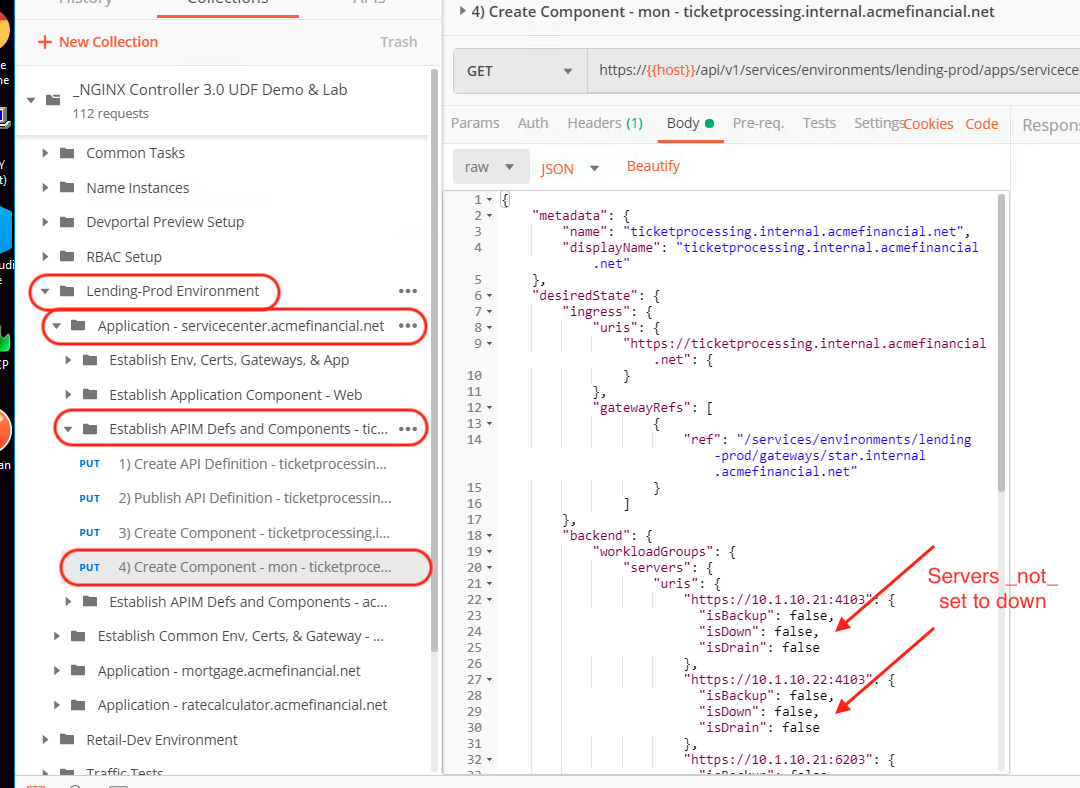 History
Collections
APIs
New Collection
Trash
_NGINX Controller 3.0 UDF Demo & Lab
112 requests
Common Tasks
Name Instances
Devportal Preview Setup
RBAC Setup
Lending-Prod Environment
Application - servicecenter.acmefinancial.net
Establish Env, Certs, Gateways, & App
Establish Application Component - Web
Establish APIM Defs and Components - tic...
PUT 1) Create API Definition - ticketprocessin...
PUT 2) Publish API Definition - ticketprocessin...
PUT 3) Create Component - ticketprocessing.i...
PUT 4) Create Component - mon - ticketproce...
Establish APIM Defs and Components - ac...
Establish Common Env, Certs, & Gateway - ...
Application - mortgage.acmefinancial.net
Application - ratecalculator.acmefinancial.net
Retail-Dev Environment
Traffic Tests
4) Create Component - mon - ticketprocessing.internal.acmefinancial.net
GET https://{{host}}/api/v1/services/environments/lending-prod/apps/servicece
Params Auth Headers (1) Body Pre-req. Tests Settings Cookies Code
Respon
raw JSON Beautify
1 {
2 "metadata": {
3 "name": "ticketprocessing.internal.acmefinancial.net",
4 "displayName": "ticketprocessing.internal.acmefinancial
.net"
5 },
6 "desiredState": {
7 "ingress": {
8 "uris": {
9 "https://ticketprocessing.internal.acmefinancial
.net": {
10 }
11 },
12 "gatewayRefs": [
13 {
14 "ref": "/services/environments/lending
-prod/gateways/star.internal
.acmefinancial.net"
15 }
16 ]
17 },
18 "backend": {
19 "workloadGroups": {
20 "servers": {
21 "uris": {
22 "https://10.1.10.21:4103": {
23 "isBackup": false,
24 "isDown": false,
25 "isDrain": false
26 },
27 "https://10.1.10.22:4103": {
28 "isBackup": false,
29 "isDown": false,
30 "isDrain": false
31 },
32 "https://10.1.10.21:6203": {
33 "isBackup": false
Servers _not_
set to down